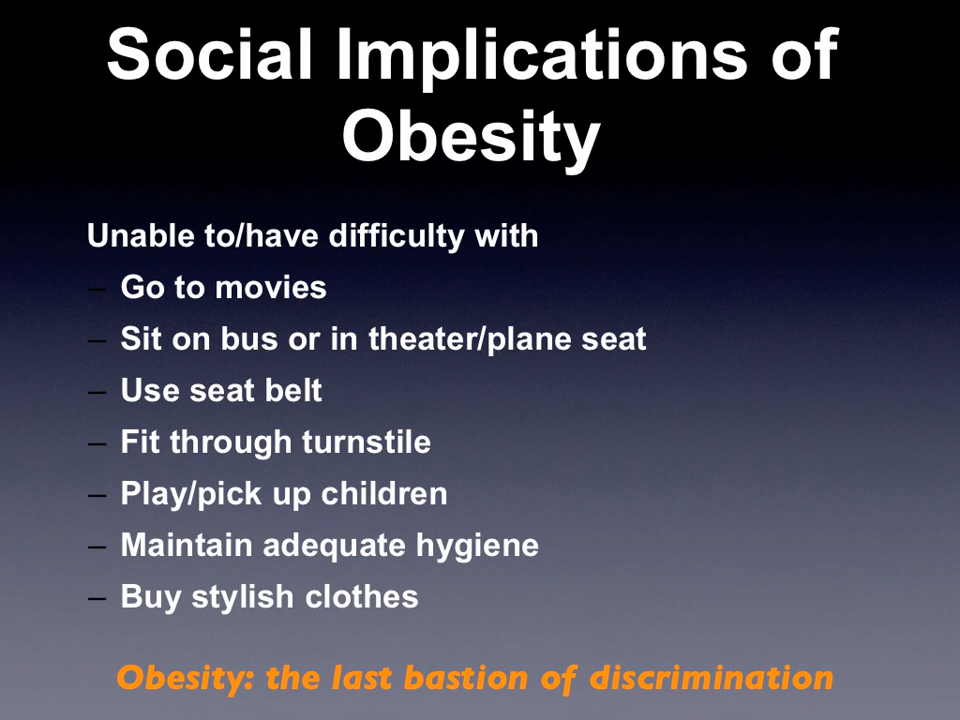 Social Implications of
Obesity
Unable to/have difficulty with
– Go to movies
– Sit on bus or in theater/plane seat
– Use seat belt
– Fit through turnstile
– Play/pick up children
– Maintain adequate hygiene
– Buy stylish clothes
Obesity: the last bastion of discrimination